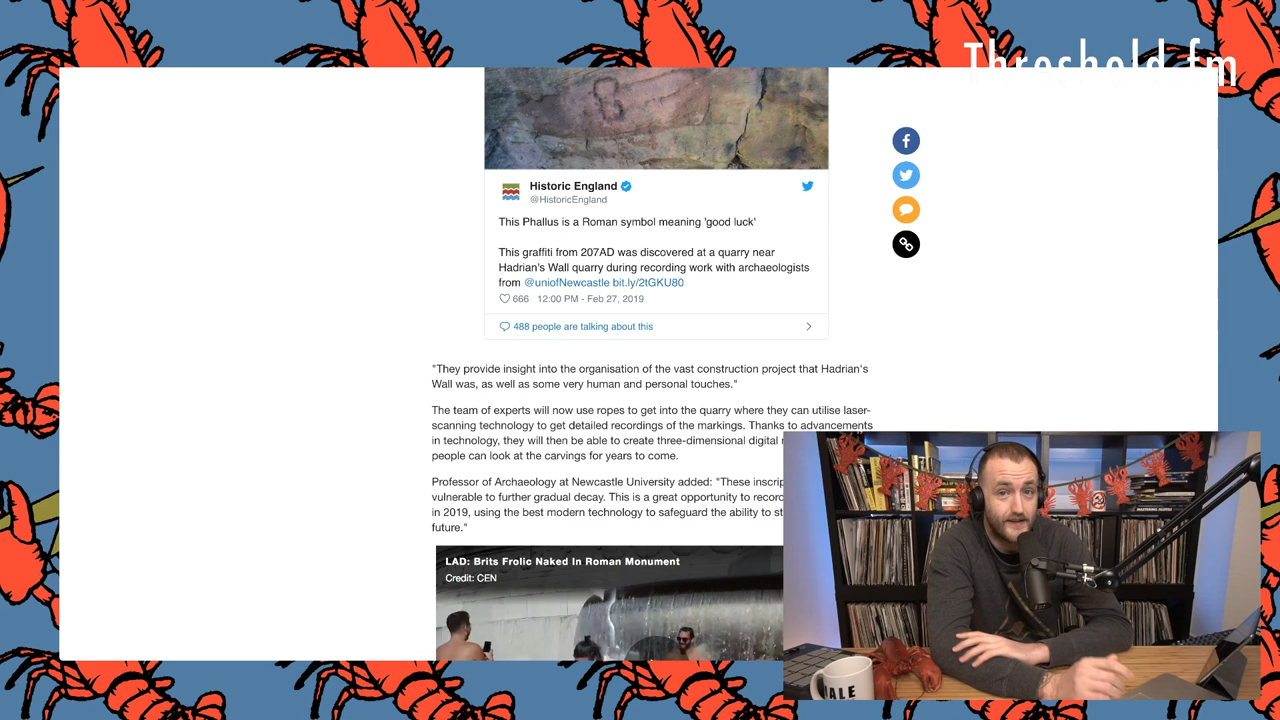 Threshold.fm
Historic England
@HistoricEngland
This Phallus is a Roman symbol meaning 'good luck'
This graffiti from 207AD was discovered at a quarry near
Hadrian's Wall quarry during recording work with archaeologists
from @uniofNewcastle bit.ly/2tGKU80
666 12:00 PM - Feb 27, 2019
488 people are talking about this
"They provide insight into the organisation of the vast construction project that Hadrian's
Wall was, as well as some very human and personal touches."
The team of experts will now use ropes to get into the quarry where they can utilise laser-
scanning technology to get detailed recordings of the markings. Thanks to advancements
in technology, they will then be able to create three-dimensional digital
people can look at the carvings for years to come.
Professor of Archaeology at Newcastle University added: "These inscrip
vulnerable to further gradual decay. This is a great opportunity to recor
in 2019, using the best modern technology to safeguard the ability to st
future."
LAD: Brits Frolic Naked In Roman Monument
Credit: CEN
ALE